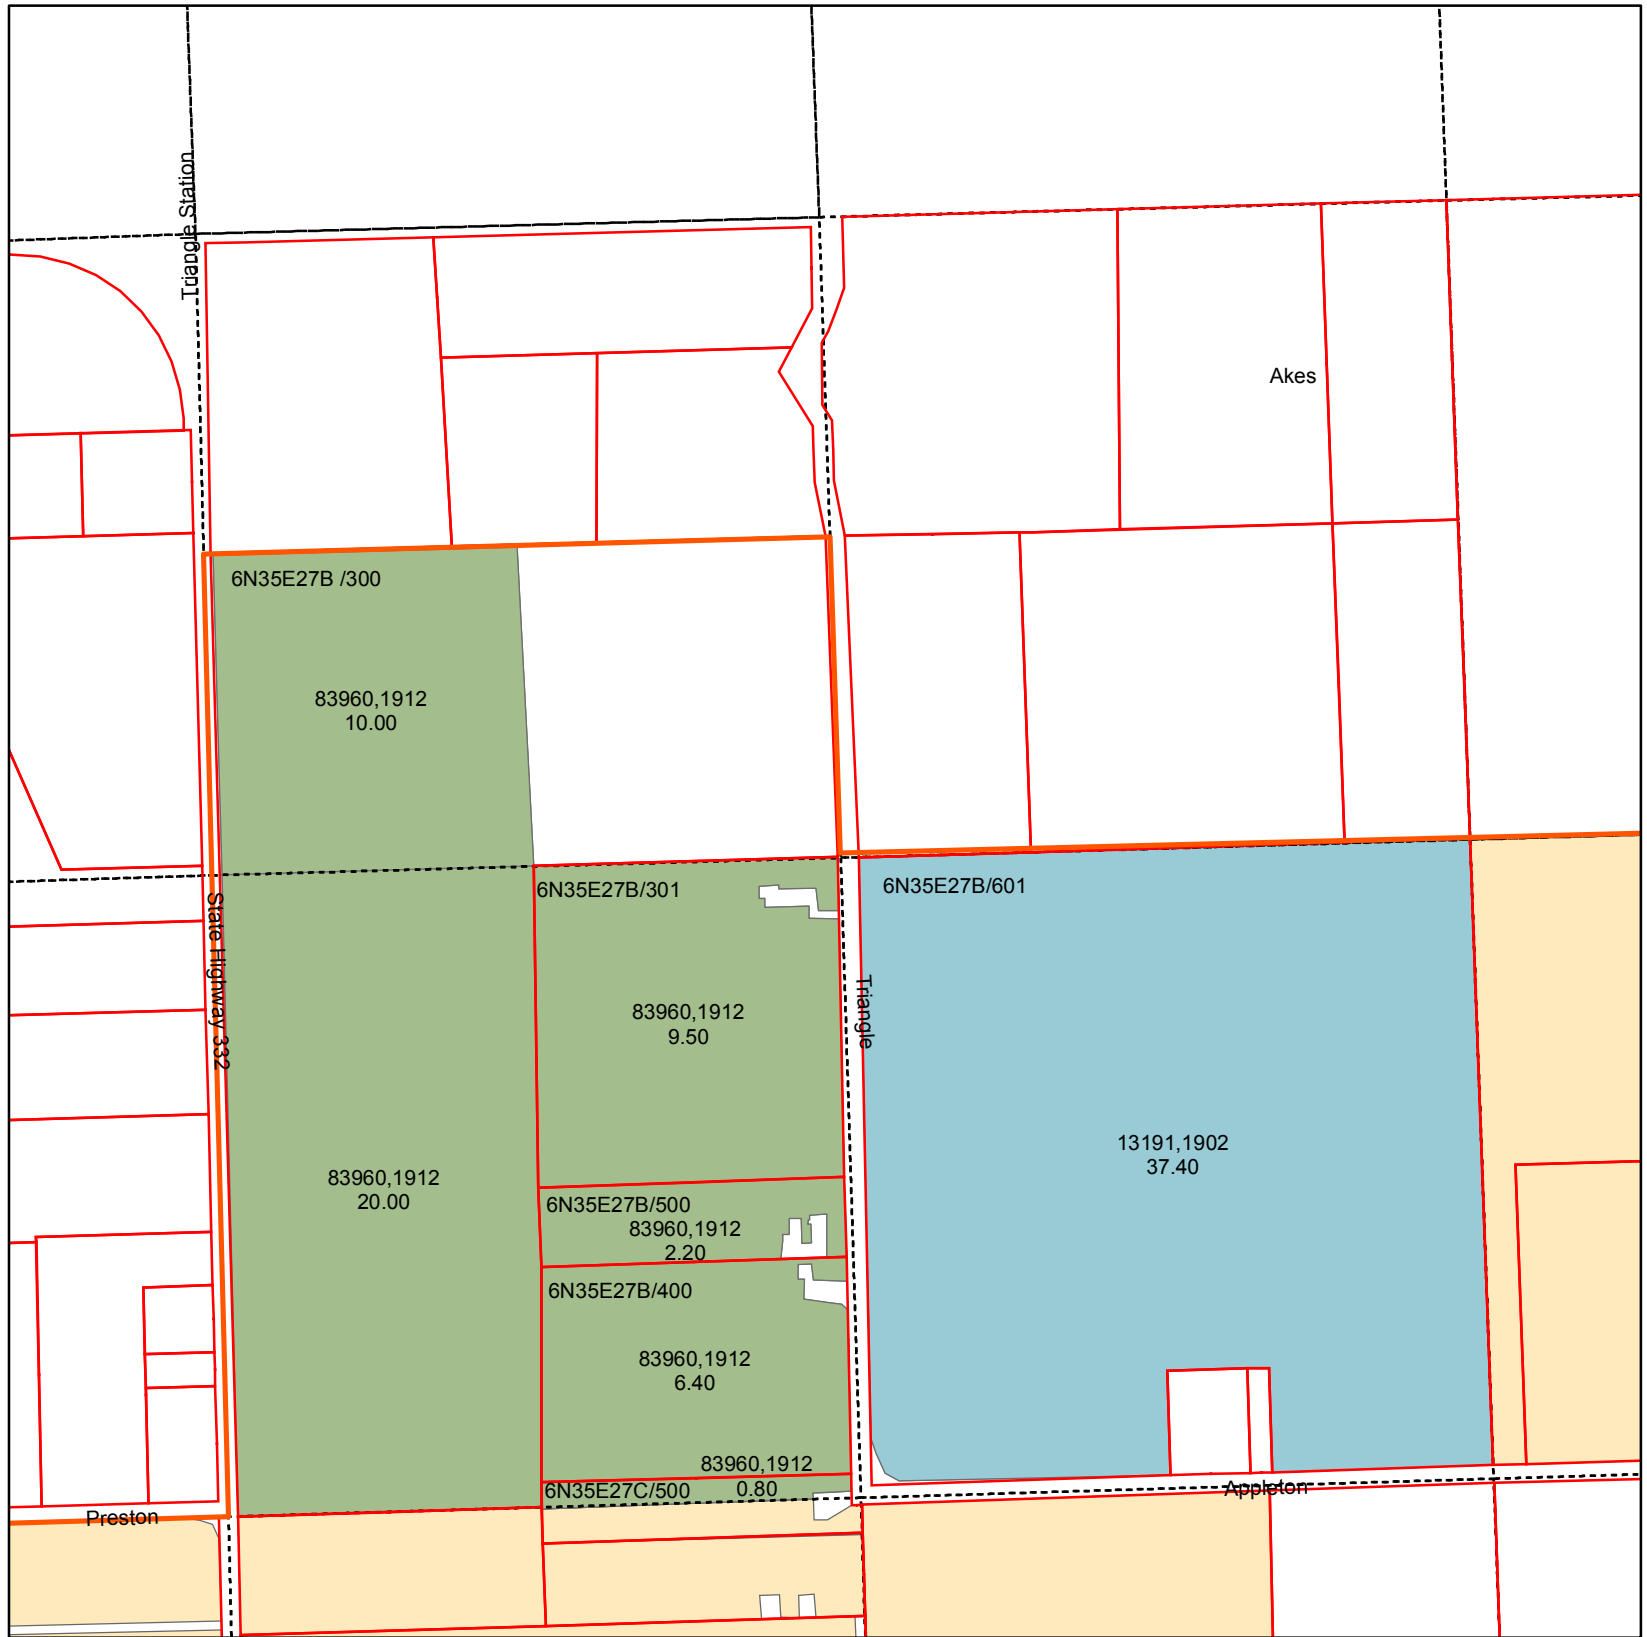 Triangle Station
Akes
6N35E27B /300
83960,1912
10.00
6N35E27B/301
6N35E27B/601
State Highway 332
83960,1912
9.50
Triangle
13191,1902
37.40
83960,1912
20.00
6N35E27B/500
83960,1912
2.20
6N35E27B/400
83960,1912
6.40
83960,1912
0.80
6N35E27C/500
Appleton
Preston